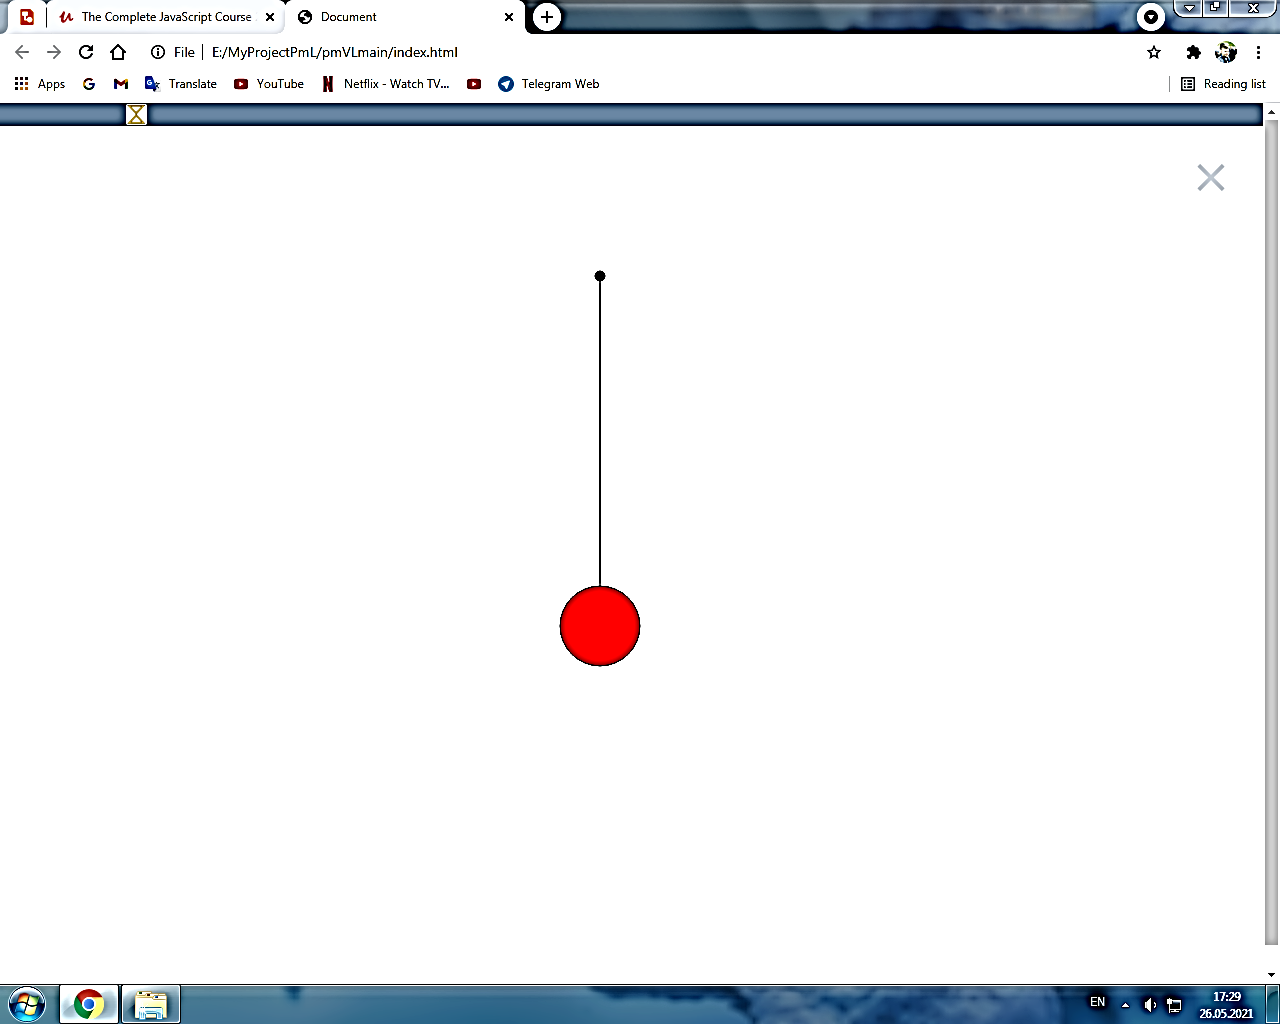 The Complete JavaScript Course
Document
File
E:/MyProjectPmL/pmVLmain/index.html
Apps
Translate
YouTube
Netflix - Watch TV...
Telegram Web
Reading list
EN
17:29
26.05.2021